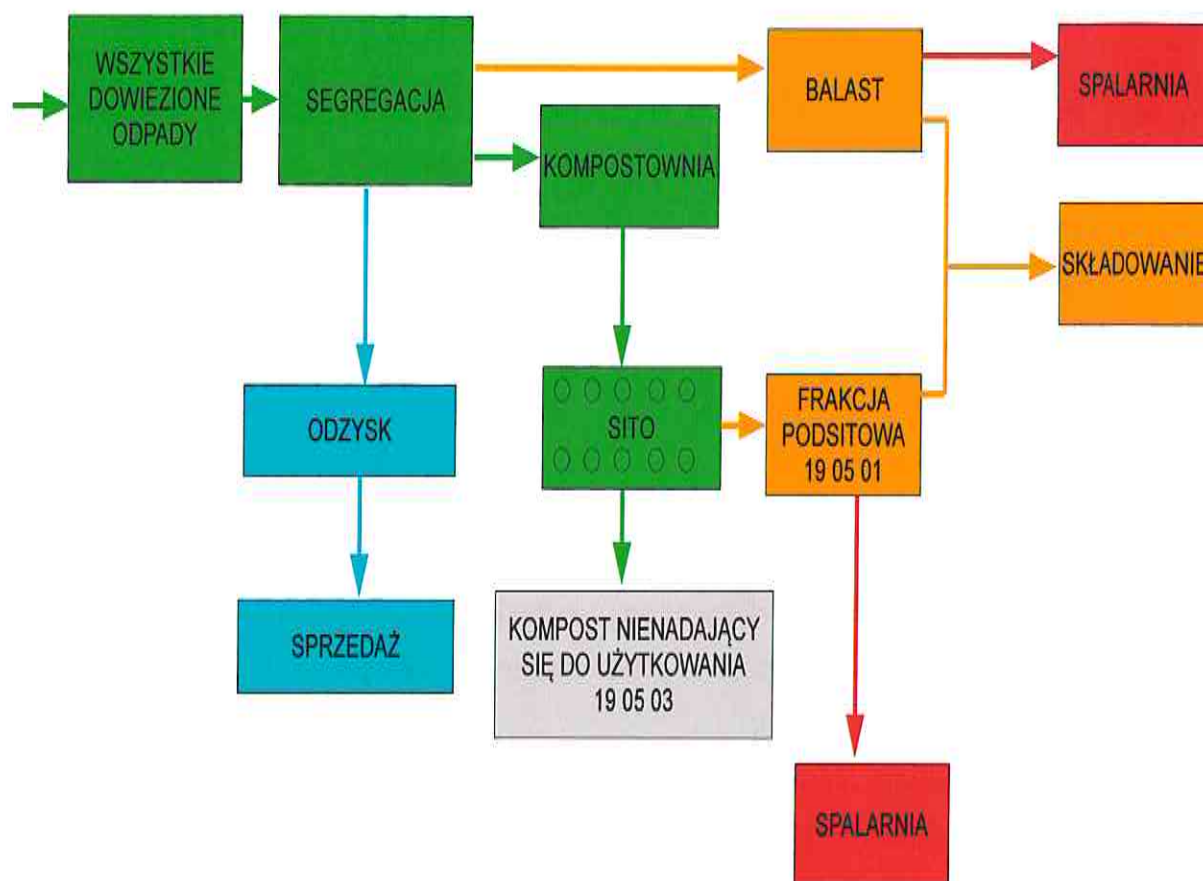 WSZYSTKIE
DOWIEZIONE
ODPADY
SEGREGACJA
BALAST
SPALARNIA
KOMPOSTOWNIA
SKŁADOWANIE
ODZYSK
SITO
FRAKCJA
PODSITOWA
19 05 01
SPRZEDAŻ
KOMPOST NIENADAJĄCY
SIĘ DO UŻYTKOWANIA
19 05 03
SPALARNIA